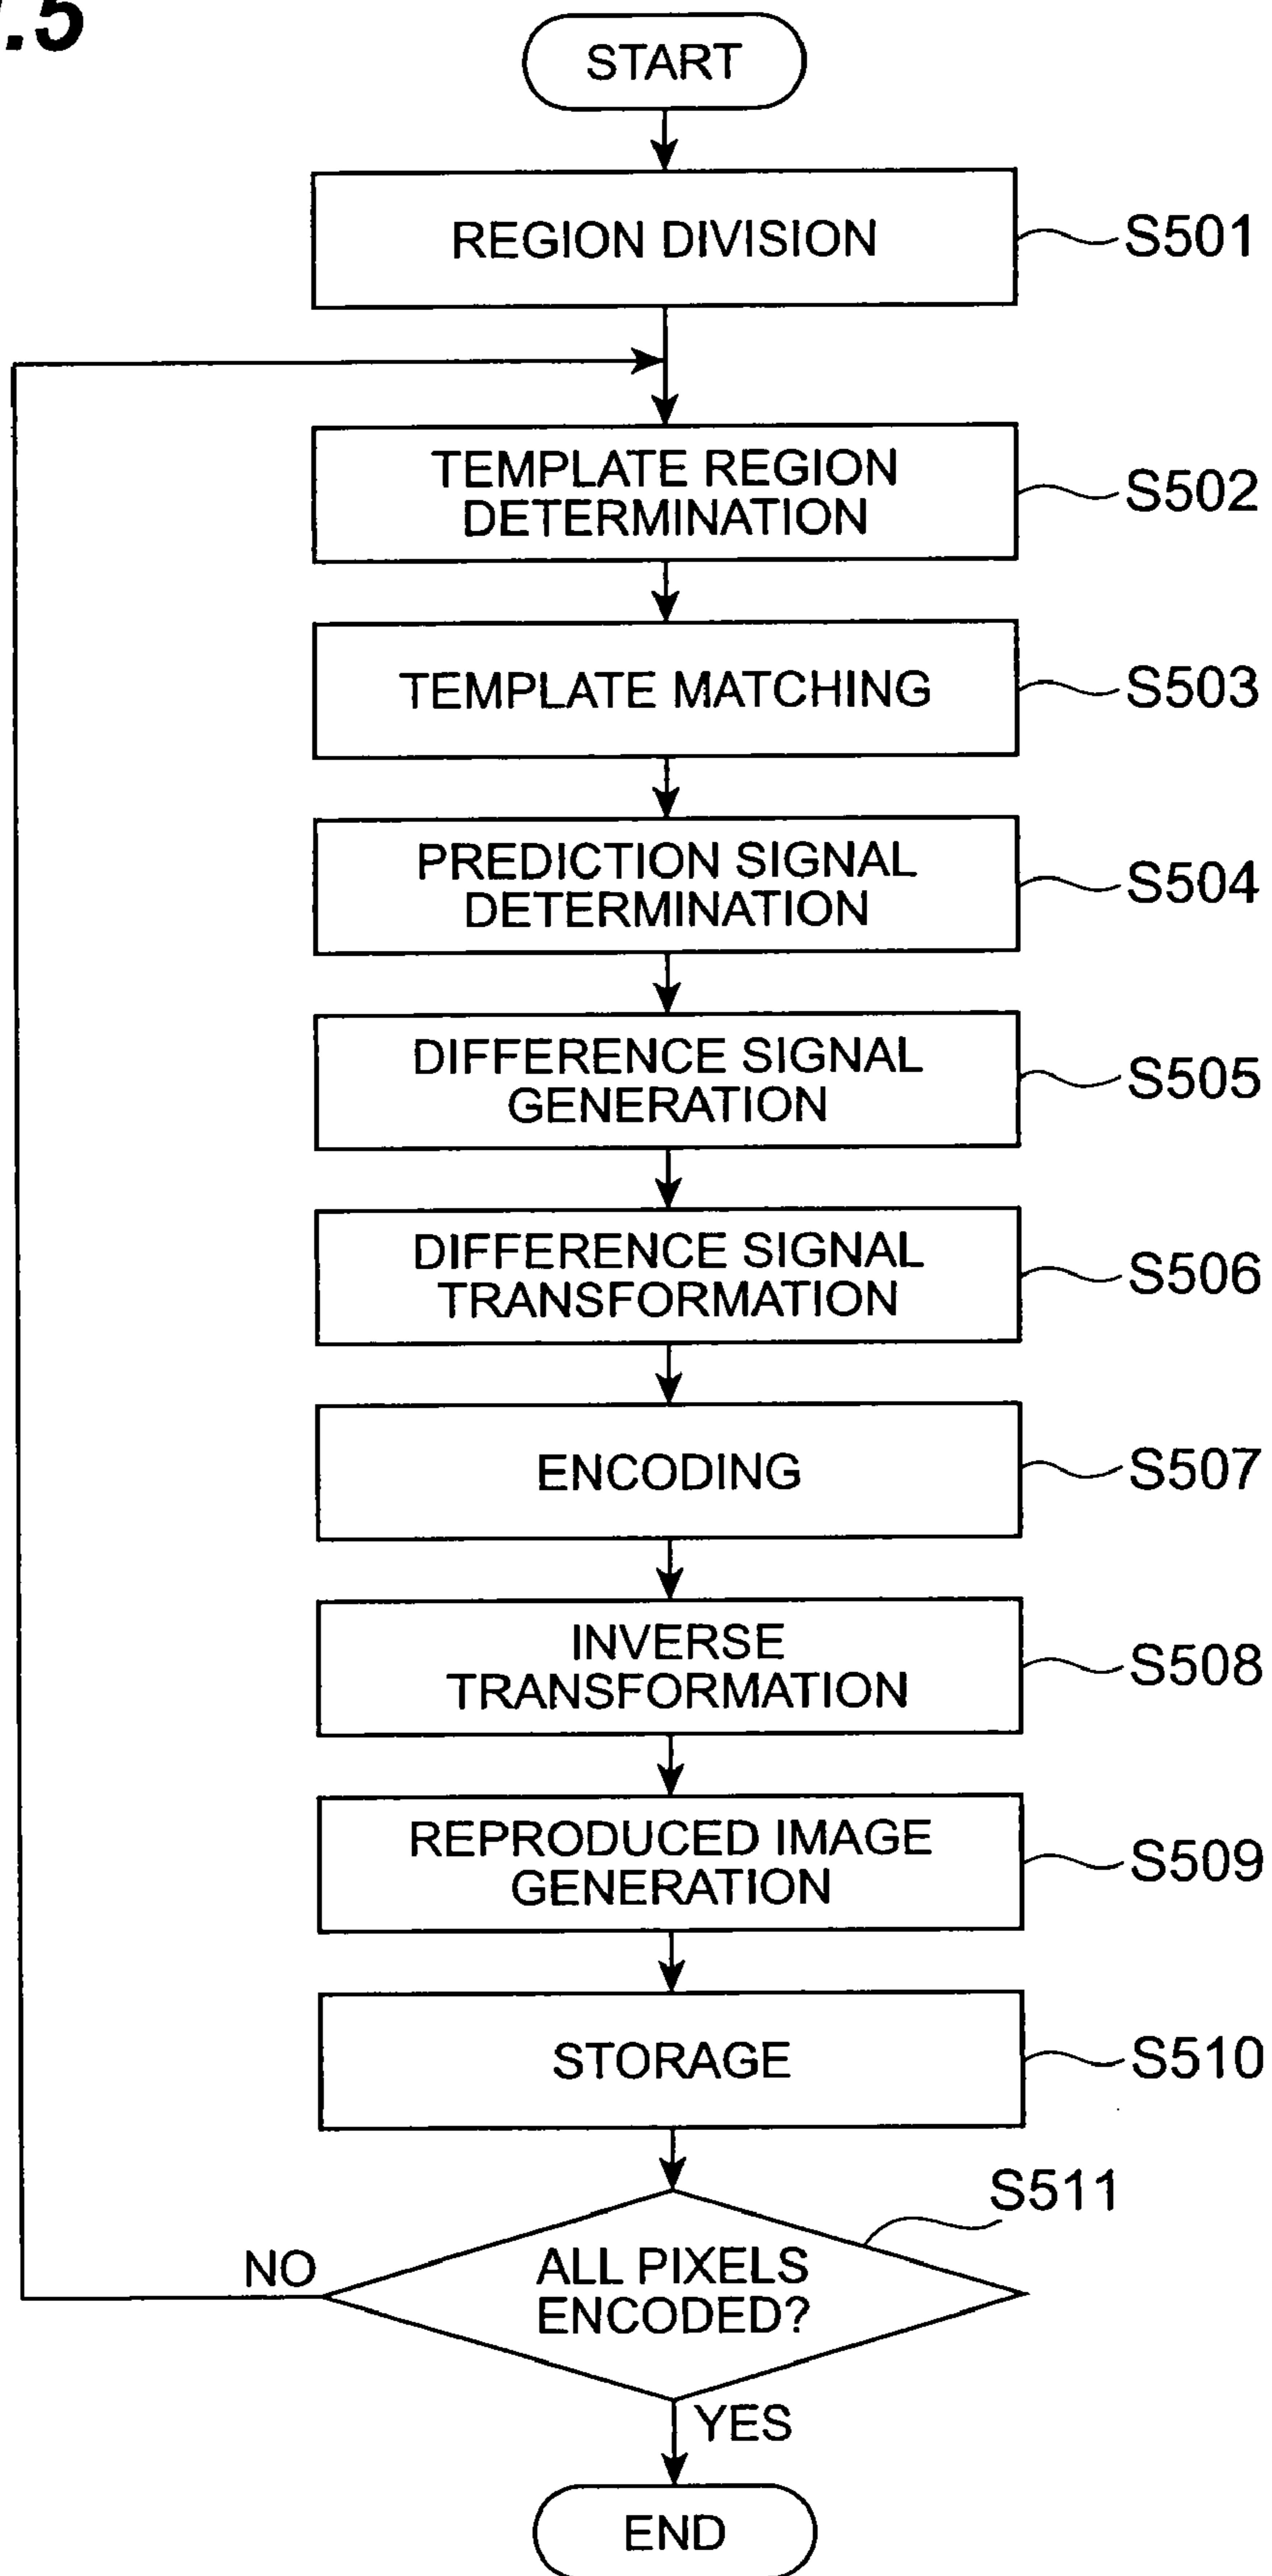 .5
START
REGION DIVISION
S501
TEMPLATE REGION
DETERMINATION
S502
TEMPLATE MATCHING
S503
PREDICTION SIGNAL
DETERMINATION
S504
DIFFERENCE SIGNAL
GENERATION
S505
DIFFERENCE SIGNAL
TRANSFORMATION
S506
ENCODING
S507
INVERSE
TRANSFORMATION
S508
REPRODUCED IMAGE
GENERATION
S509
STORAGE
S510
S511
NO
ALL PIXELS
ENCODED?
YES
END